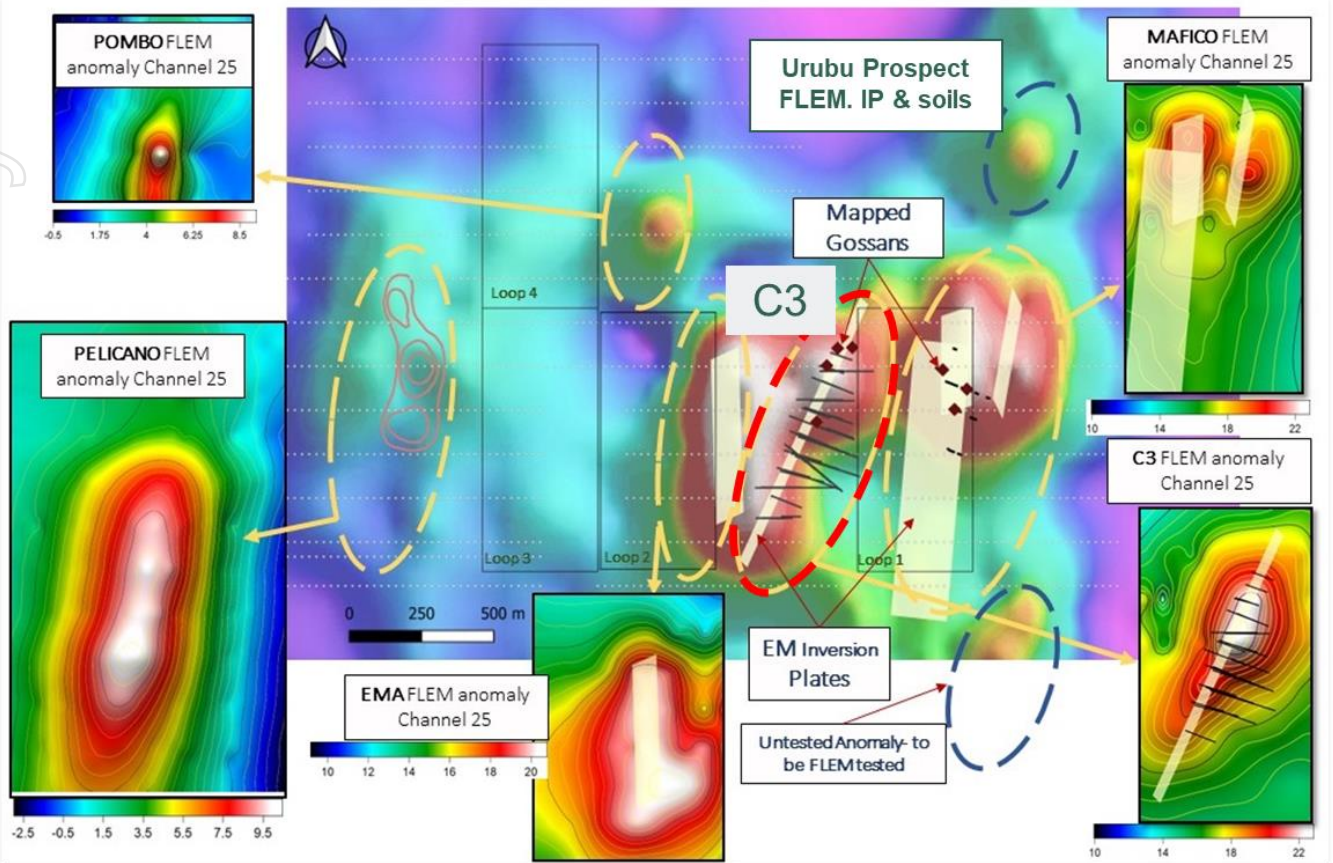 POMBO FLEM
anomaly Channel 25
-0.5 1.75 4 6.25 8.5
Urubu Prospect
FLEM. IP & soils
MAFICO FLEM
anomaly Channel 25
10 14 18 22
Mapped
Gossans
C3
Loop 4
Loop 3
Loop 2
Loop 1
PELICANO FLEM
anomaly Channel 25
-2.5 -0.5 1.5 3.5 5.5 7.5 9.5
0 250 500 m
EMA FLEM anomaly
Channel 25
10 12 14 16 18 20
EM Inversion
Plates
Untested Anomaly- to
be FLEM tested
C3 FLEM anomaly
Channel 25
10 14 18 22